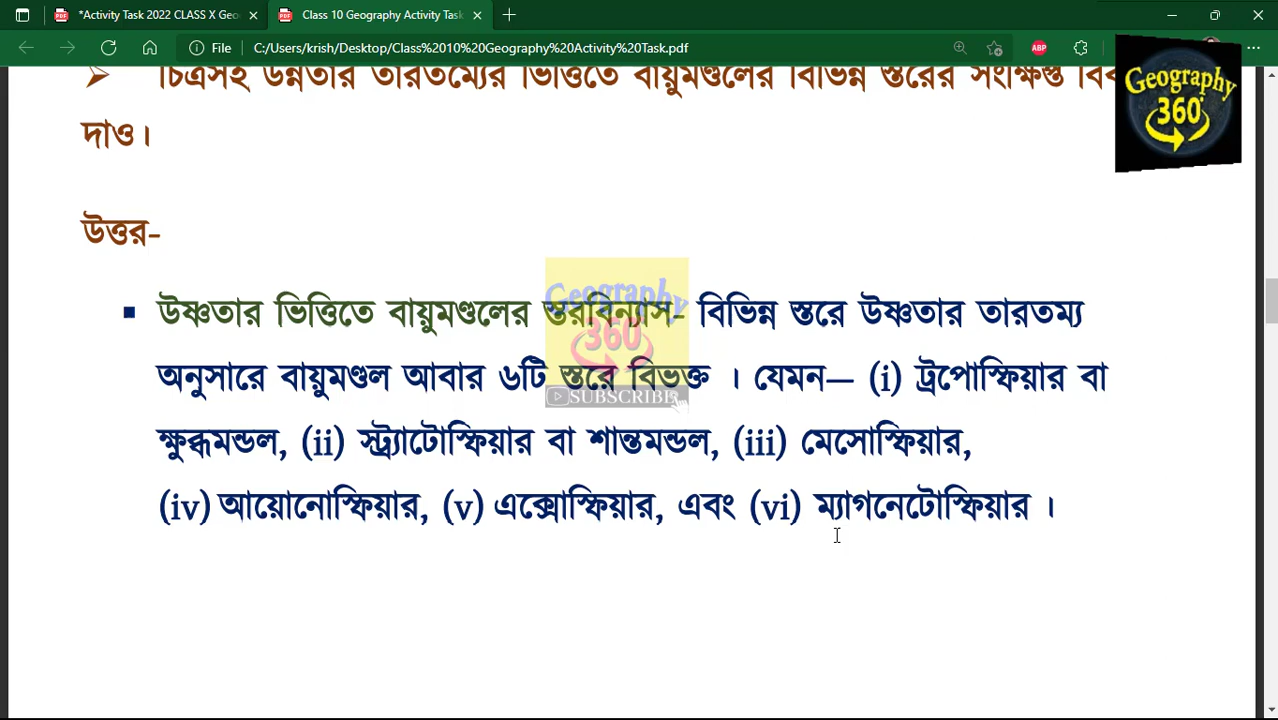 *Activity Task 2022 CLASS X Geo
Class 10 Geography Activity Task
File
C:/Users/krish/Desktop/Class%2010%20Geography%20Activity%20Task.pdf
ABP
Geography
360
➢ চিত্রসহ উষ্ণতার তারতম্যের ভিত্তিতে বায়ুমণ্ডলের বিভিন্ন স্তরের সংক্ষিপ্ত
দাও।
উত্তর-
▪ উষ্ণতার ভিত্তিতে বায়ুমণ্ডলের স্তরবিন্যাস- বিভিন্ন স্তরে উষ্ণতার তারতম্য
অনুসারে বায়ুমণ্ডল আবার ৬টি স্তরে বিভক্ত । যেমন— (i) ট্রপোস্ফিয়ার বা
ক্ষুব্ধমন্ডল, (ii) স্ট্র্যাটোস্ফিয়ার বা শান্তমন্ডল, (iii) মেসোস্ফিয়ার,
(iv) আয়োনোস্ফিয়ার, (v) এক্সোস্ফিয়ার, এবং (vi) ম্যাগনেটোস্ফিয়ার ।
Geography
360
SUBSCRIBE